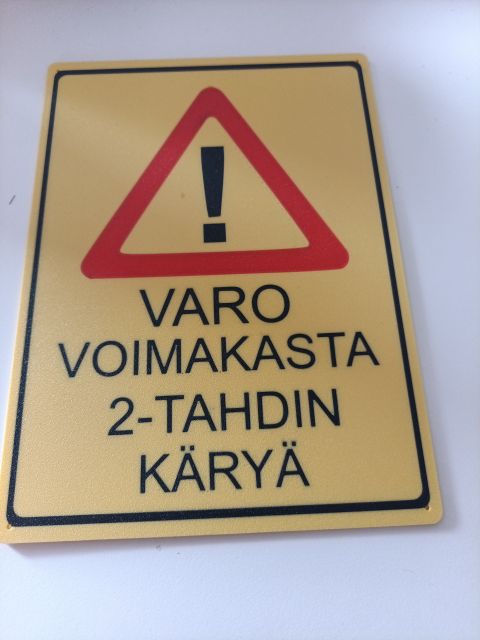 !
VARO
VOIMAKASTA
2-TAHDIN
KÄRYÄ